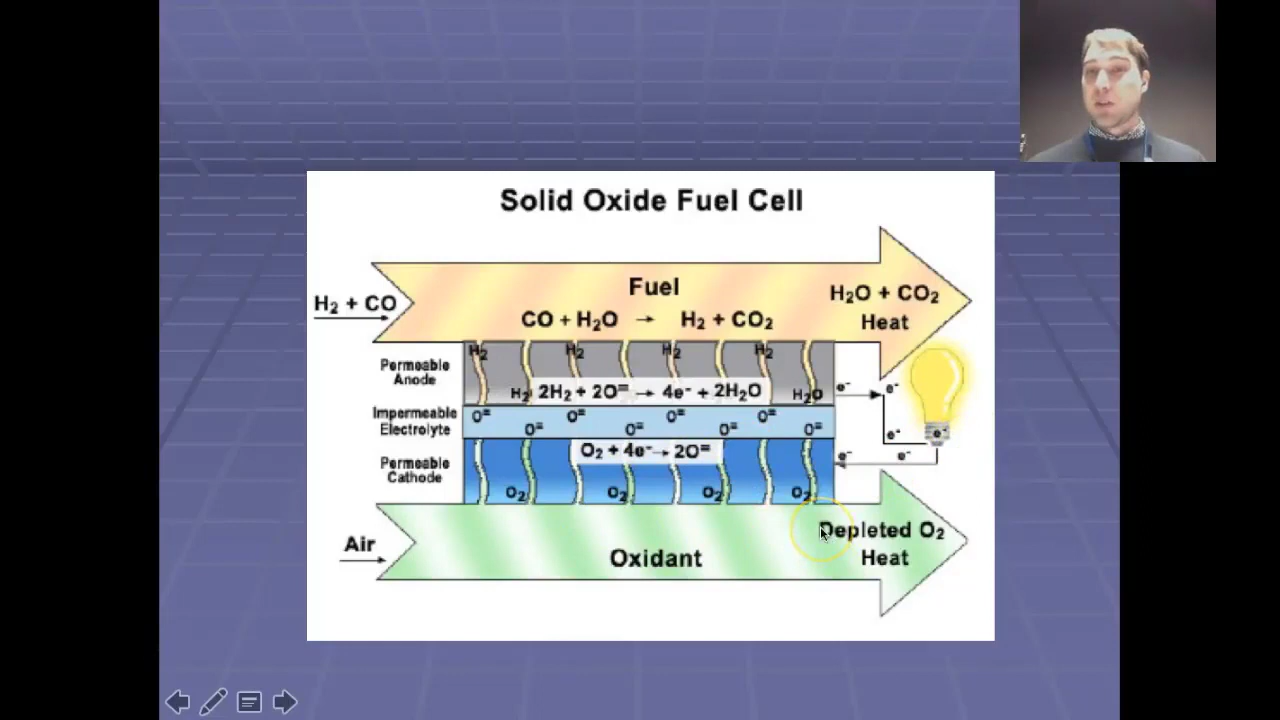 Solid Oxide Fuel Cell
Fuel
H₂ + CO
H₂O + CO₂
CO + H₂O → H₂ + CO₂
Heat
H₂ H₂ H₂ H₂
Permeable
Anode
H₂ 2H₂ + 2O⁼ → 4e⁻ + 2H₂O H₂O
e⁻ e⁻
Impermeable
Electrolyte
O⁼ O⁼ O⁼ O⁼
O⁼ O⁼ O⁼ O⁼
e⁻ e⁻
O₂ + 4e⁻ → 2O⁼
e⁻ e⁻
Permeable
Cathode
O₂ O₂ O₂ O₂
Depleted O₂
Air
Oxidant
Heat